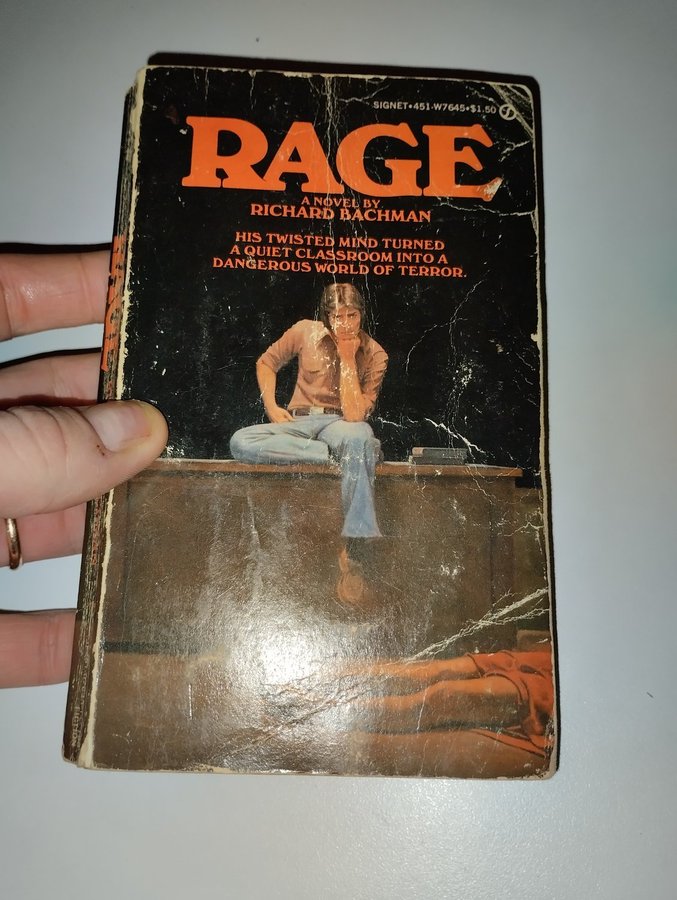 SIGNET•451-W7645•$1.50
RAGE
A NOVEL BY
RICHARD BACHMAN
HIS TWISTED MIND TURNED
A QUIET CLASSROOM INTO A
DANGEROUS WORLD OF TERROR.